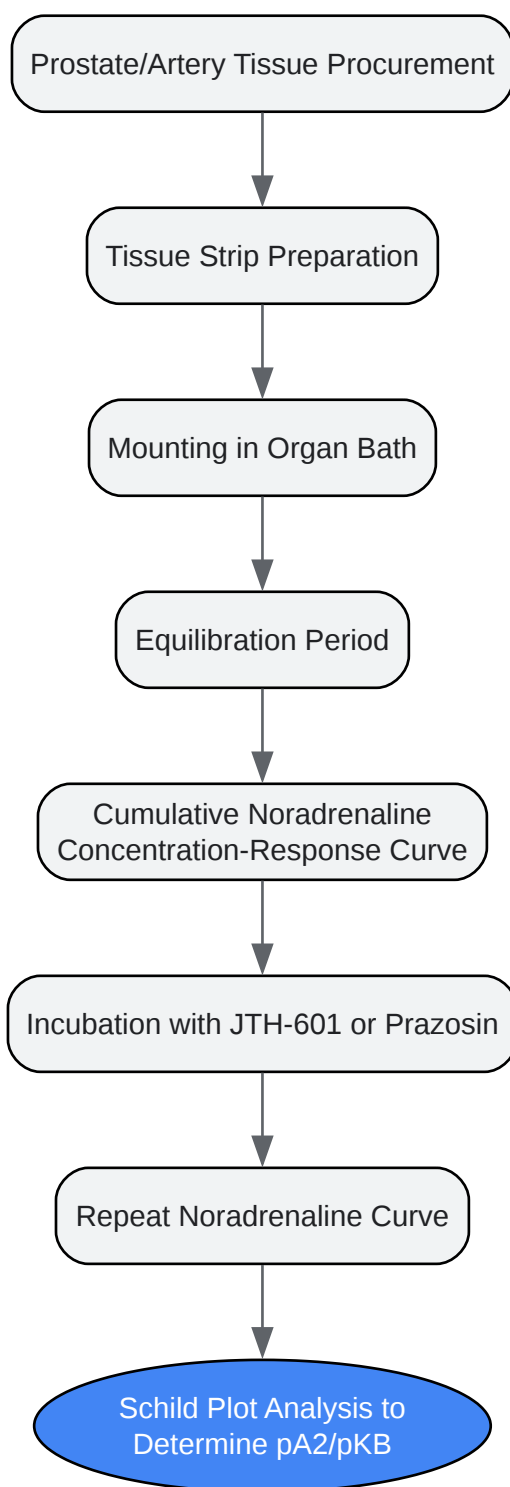 Prostate/Artery Tissue Procurement
Tissue Strip Preparation
Mounting in Organ Bath
Equilibration Period
Cumulative Noradrenaline
Concentration-Response Curve
Incubation with JTH-601 or Prazosin
Repeat Noradrenaline Curve
Schild Plot Analysis to
Determine pA2/pKB